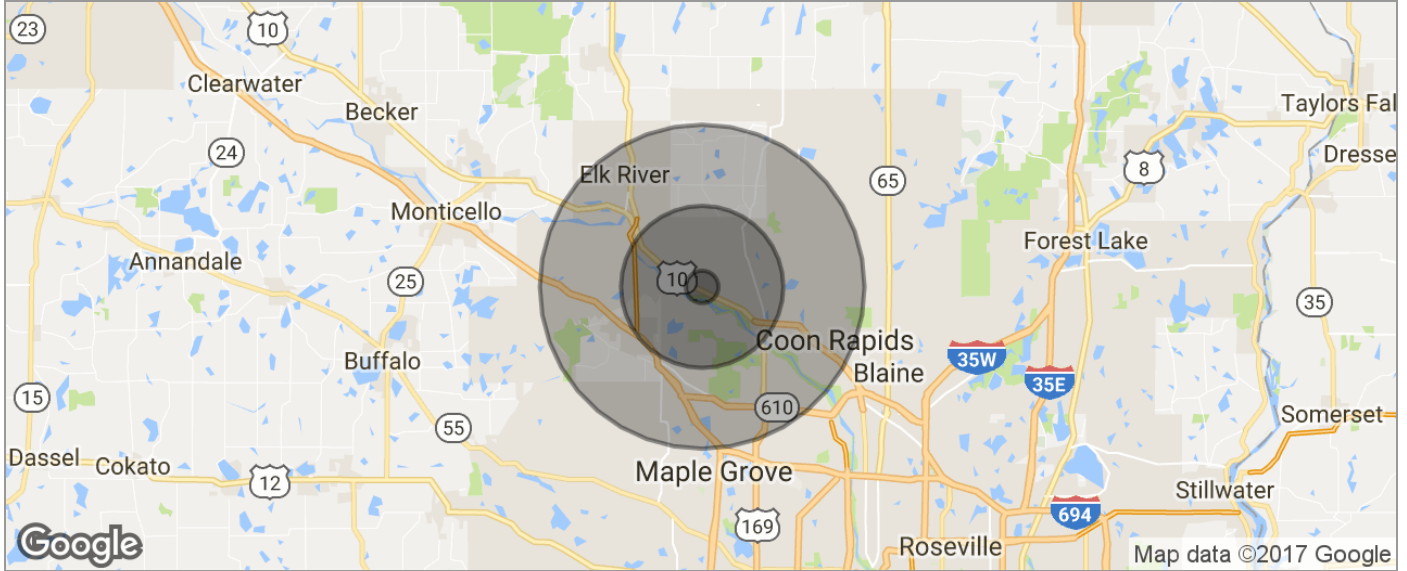 23
10
Clearwater
Becker
Taylors Fal
24
Dresse
8
Elk River
65
Monticello
Forest Lake
Annandale
10
25
35
Coon Rapids
35W
Buffalo
Blaine
35E
15
610
Somerset
55
Dassel
Cokato
Maple Grove
12
Stillwater
694
169
Google
Roseville
Map data ©2017 Google